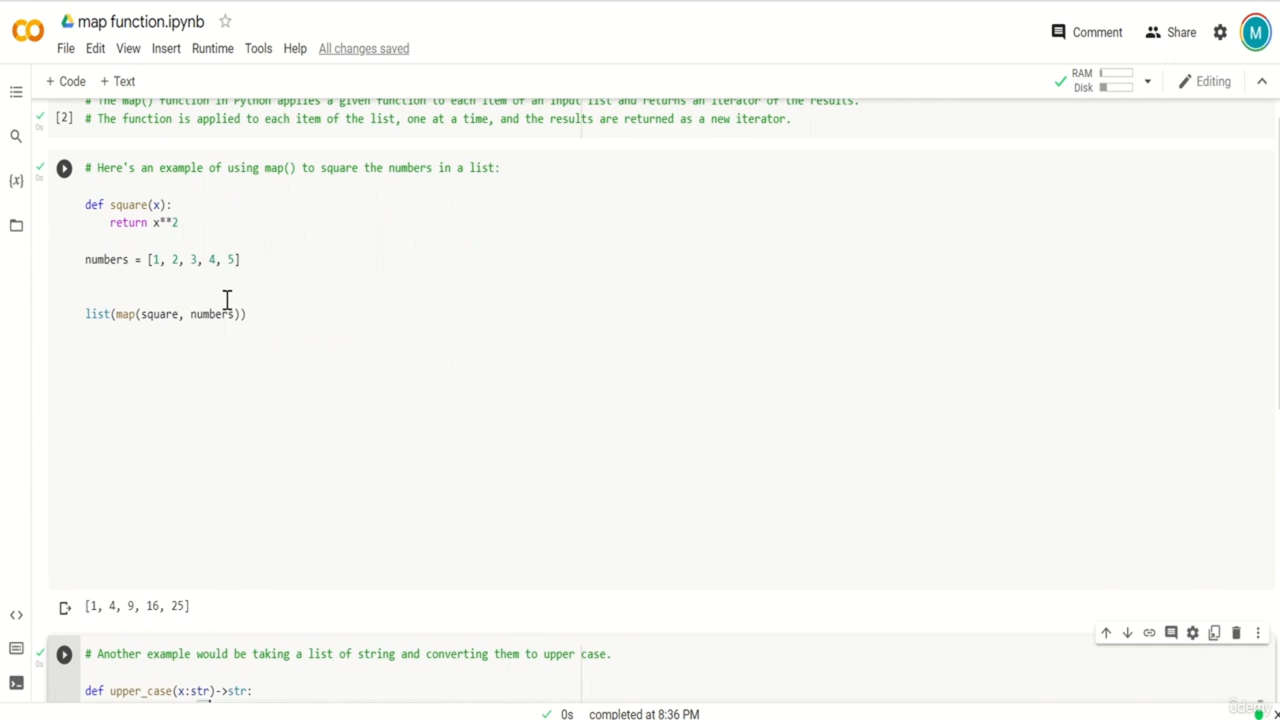 map function.ipynb
File Edit View Insert Runtime Tools Help All changes saved
Comment Share M
+ Code + Text
RAM
Disk
Editing
# The map() function in Python applies a given function to each item of an input list and returns an iterator of the results.
[2] # The function is applied to each item of the list, one at a time, and the results are returned as a new iterator.
0s
# Here's an example of using map() to square the numbers in a list:
0s
def square(x):
return x**2
numbers = [1, 2, 3, 4, 5]
list(map(square, numbers))
[1, 4, 9, 16, 25]
# Another example would be taking a list of string and converting them to upper case.
0s
def upper_case(x:str)->str:
0s completed at 8:36 PM
ûdemy